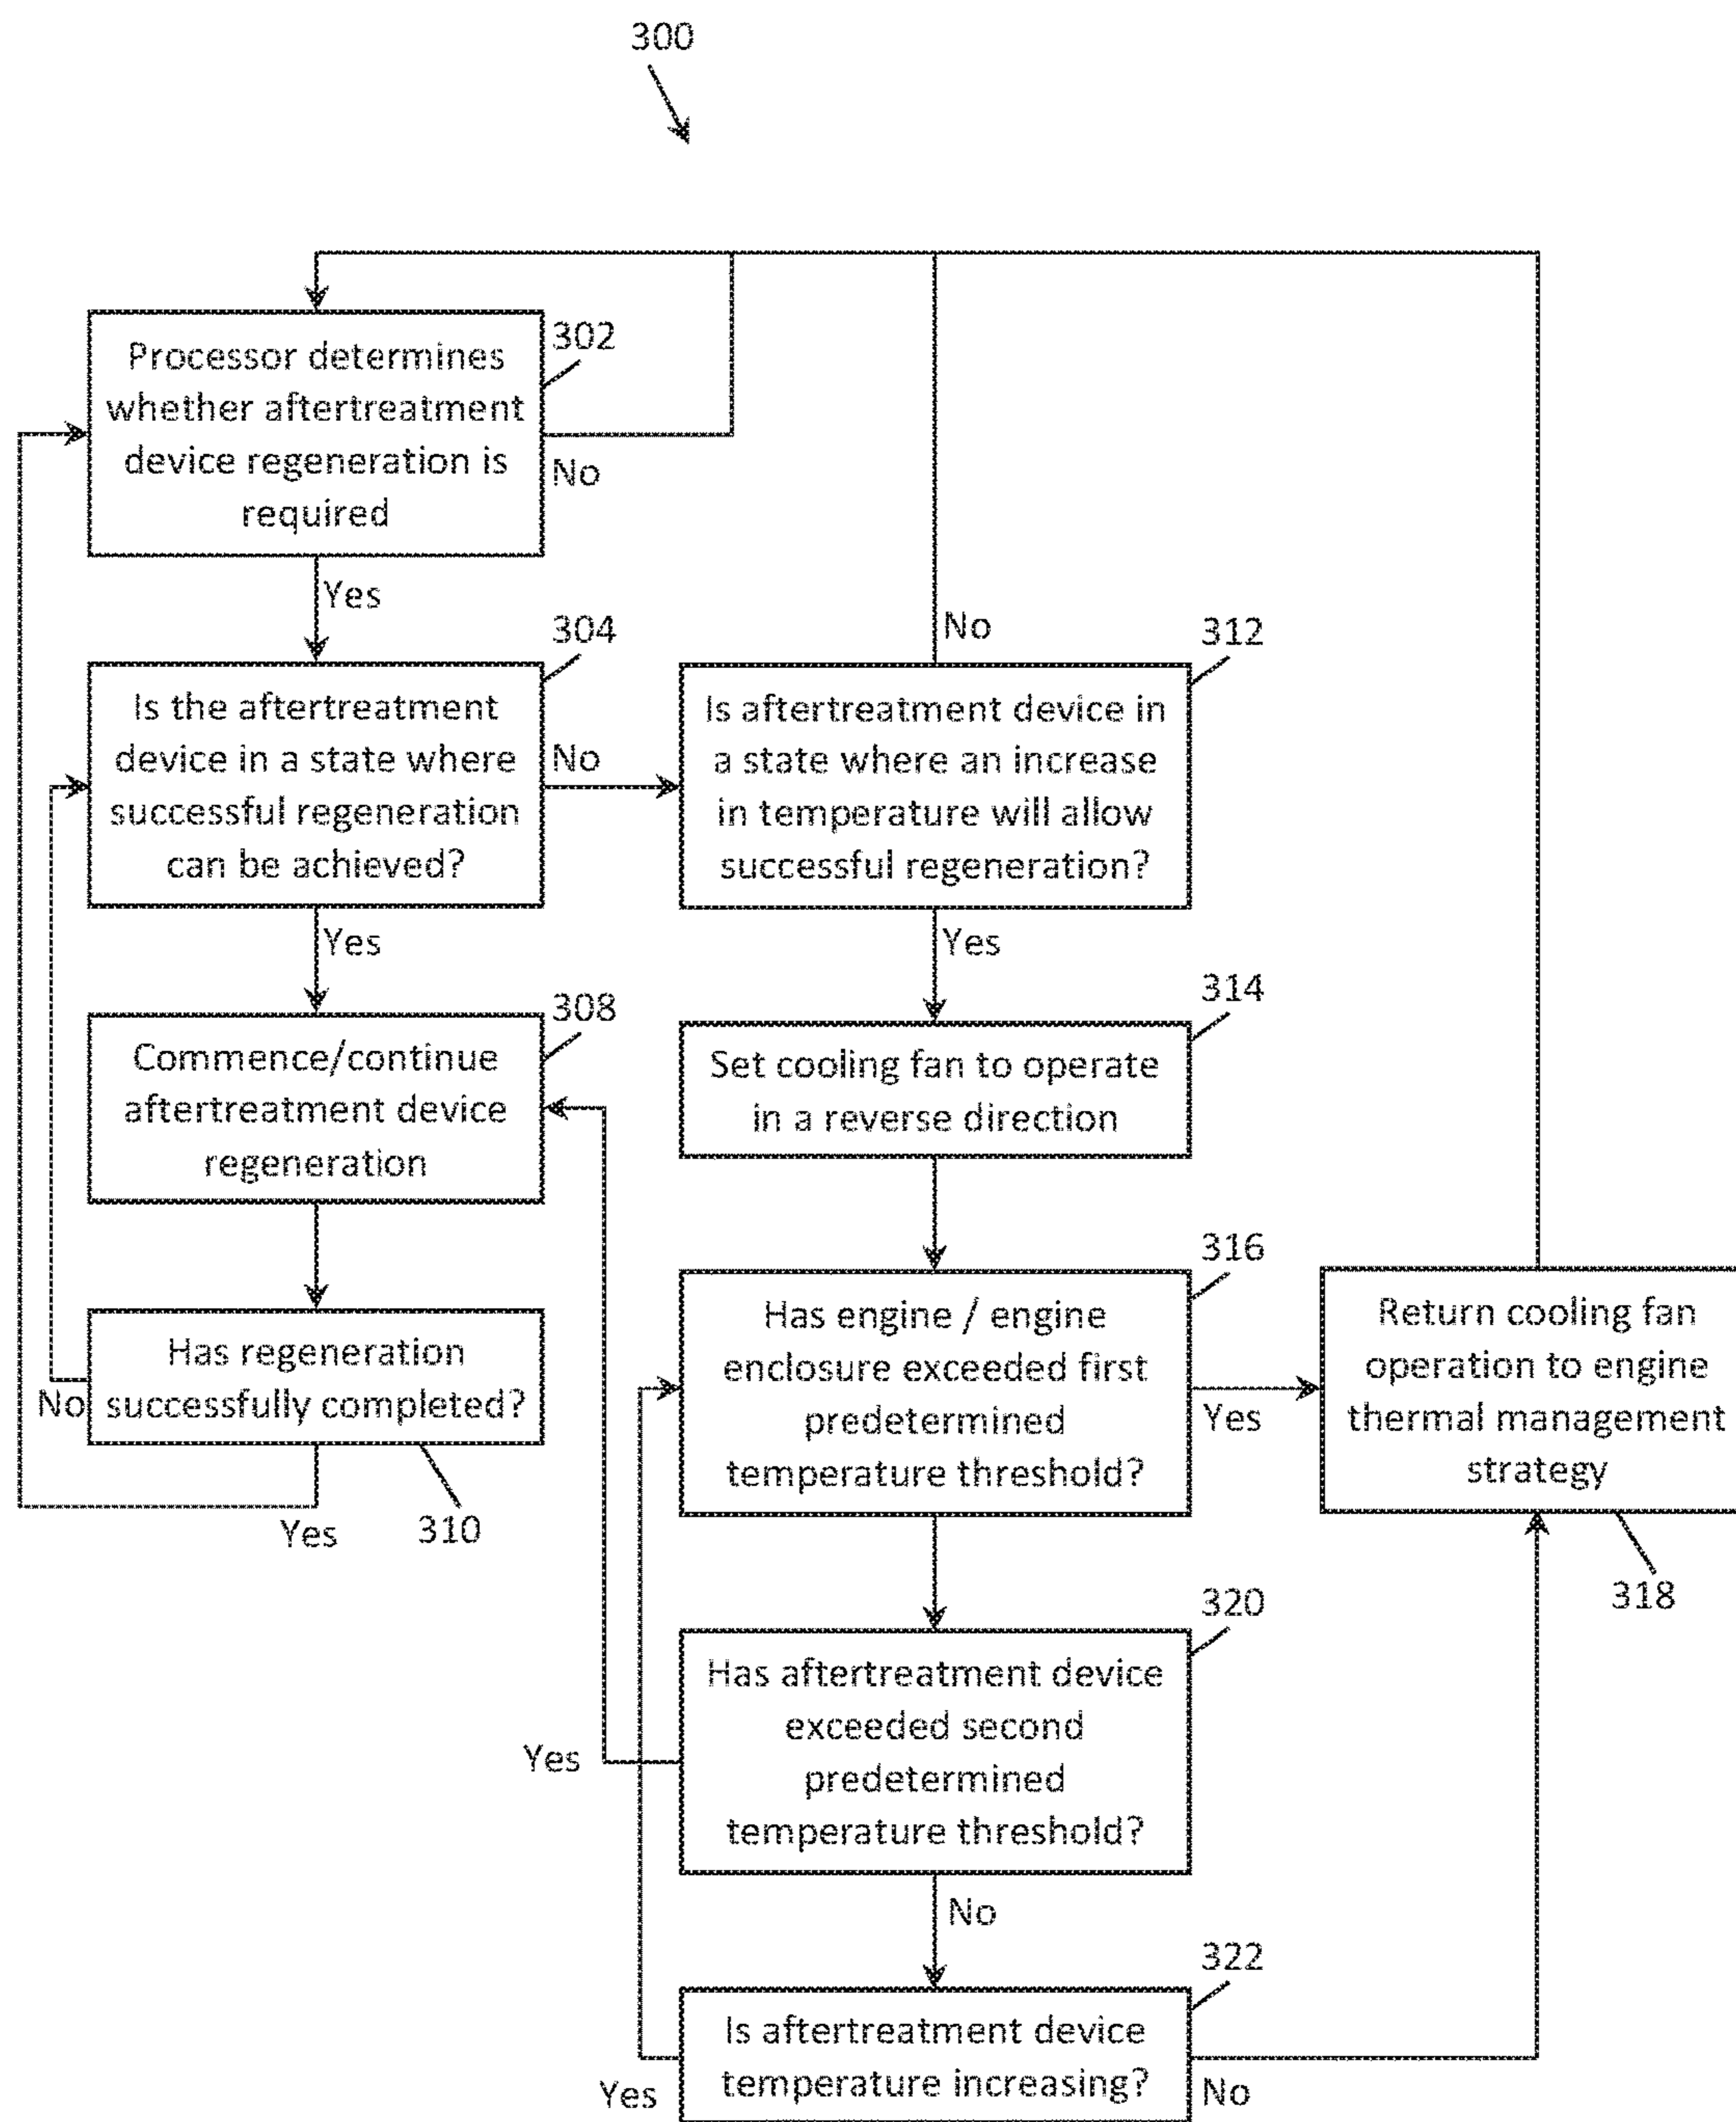 300
Processor determines
whether aftertreatment
device regeneration is
required
302
No
Yes
Is the aftertreatment
device in a state where
successful regeneration
can be achieved?
304
No
Yes
No
Is aftertreatment device in
a state where an increase
in temperature will allow
successful regeneration?
312
Yes
Commence/continue
aftertreatment device
regeneration
308
Set cooling fan to operate
in a reverse direction
314
Has regeneration
successfully completed?
No
Yes
310
Has engine / engine
enclosure exceeded first
predetermined
temperature threshold?
316
Yes
Return cooling fan
operation to engine
thermal management
strategy
318
Has aftertreatment device
exceeded second
predetermined
temperature threshold?
320
Yes
No
Is aftertreatment device
temperature increasing?
322
Yes
No